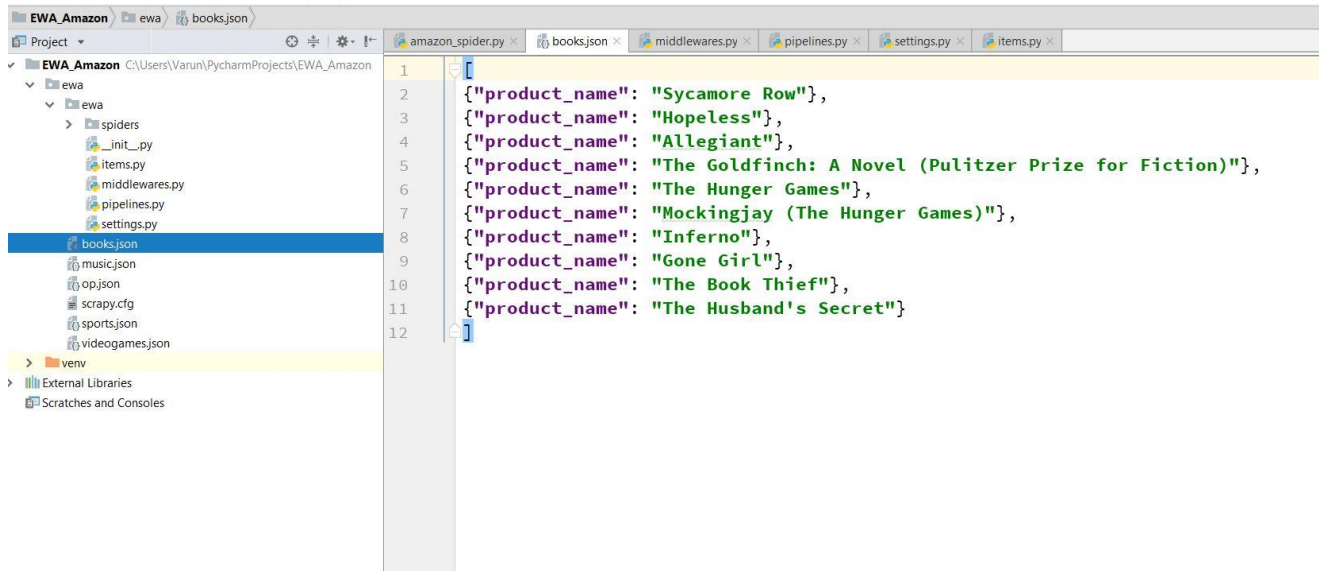 EWA_Amazon ewa books.json
Project
amazon_spider.py books.json middlewares.py pipelines.py settings.py items.py
EWA_Amazon C:\Users\Varun\PycharmProjects\EWA_Amazon
ewa
ewa
spiders
__init__.py
items.py
middlewares.py
pipelines.py
settings.py
books.json
music.json
op.json
scrapy.cfg
sports.json
videogames.json
venv
External Libraries
Scratches and Consoles
1 [
2 {"product_name": "Sycamore Row"},
3 {"product_name": "Hopeless"},
4 {"product_name": "Allegiant"},
5 {"product_name": "The Goldfinch: A Novel (Pulitzer Prize for Fiction)"},
6 {"product_name": "The Hunger Games"},
7 {"product_name": "Mockingjay (The Hunger Games)"},
8 {"product_name": "Inferno"},
9 {"product_name": "Gone Girl"},
10 {"product_name": "The Book Thief"},
11 {"product_name": "The Husband's Secret"}
12 ]